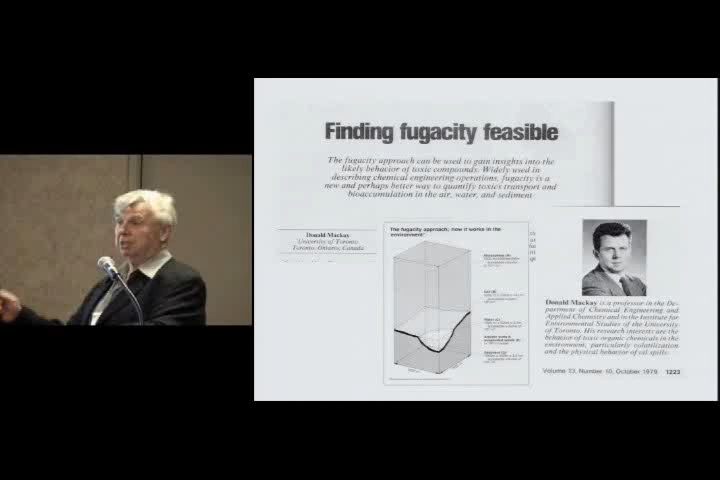 Finding fugacity feasible
The fugacity approach can be used to gain insights into the
likely behavior of toxic compounds. Widely used in
describing chemical engineering operations, fugacity is a
new and perhaps better way to quantify toxics transport and
bioaccumulation in the air, water, and sediment
Donald Mackay
University of Toronto
Toronto, Ontario, Canada
The fugacity approach; how it works in the
environment
Donald Mackay is a professor in the De-
partment of Chemical Engineering and
Applied Chemistry and in the Institute for
Environmental Studies of the University
of Toronto. His research interests are the
behavior of toxic organic chemicals in the
environment, particularly volatilization
and the physical behavior of oil spills.
Volume 13, Number 10, October 1979 1223